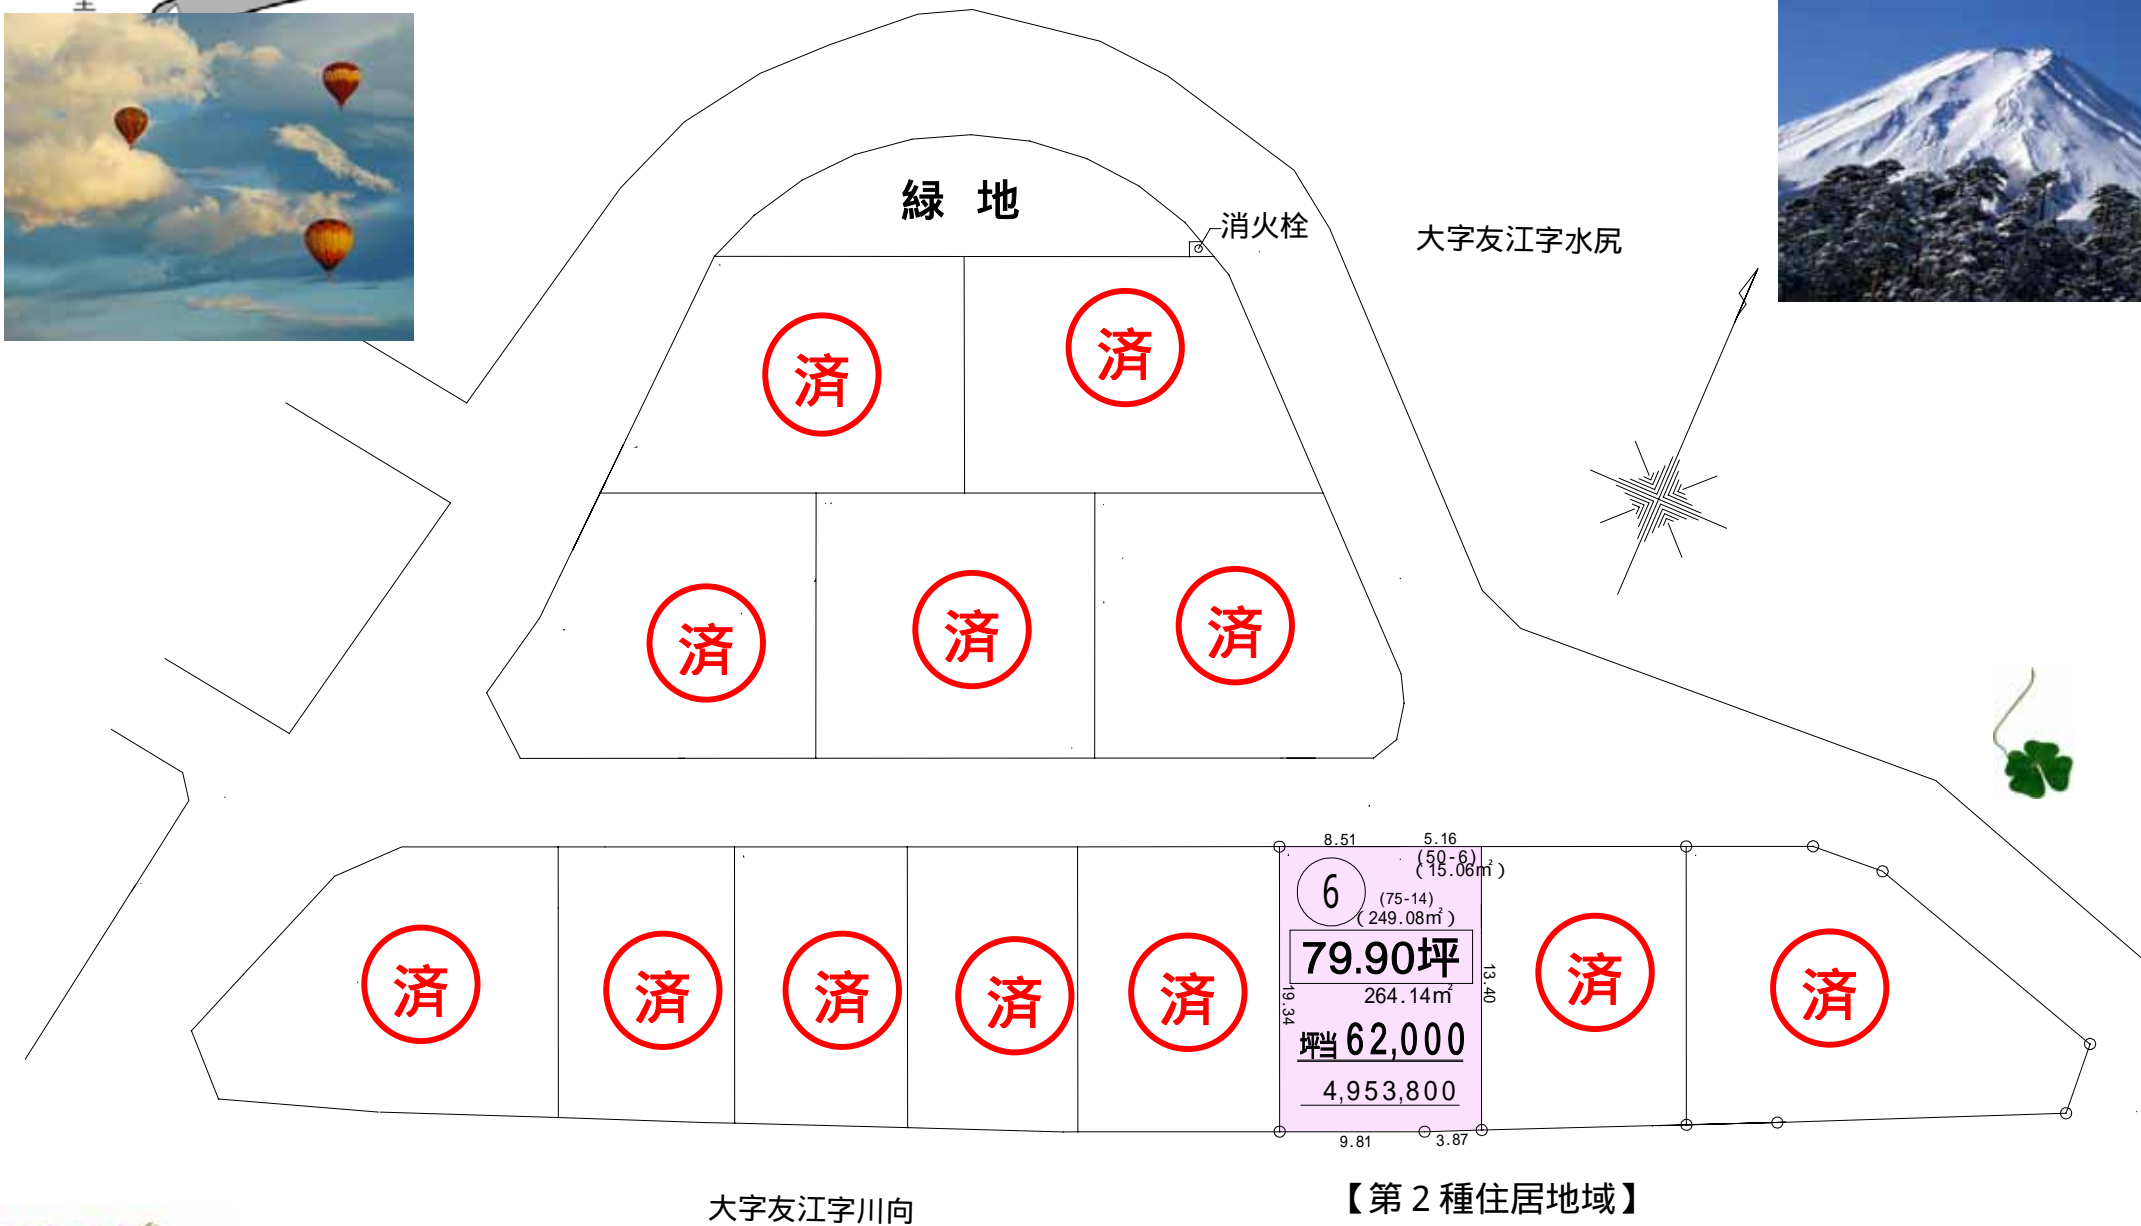 緑 地
消火栓
大字友江字水尻
済
済
済
済
済
8.51
5.16
(50-6)
(15.06㎡)
6
(75-14)
(249.08㎡)
79.90坪
264.14㎡
19.34
13.40
坪当 62,000
4,953,800
9.81
3.87
済
済
済
済
済
済
済
【第2種住居地域】
大字友江字川向